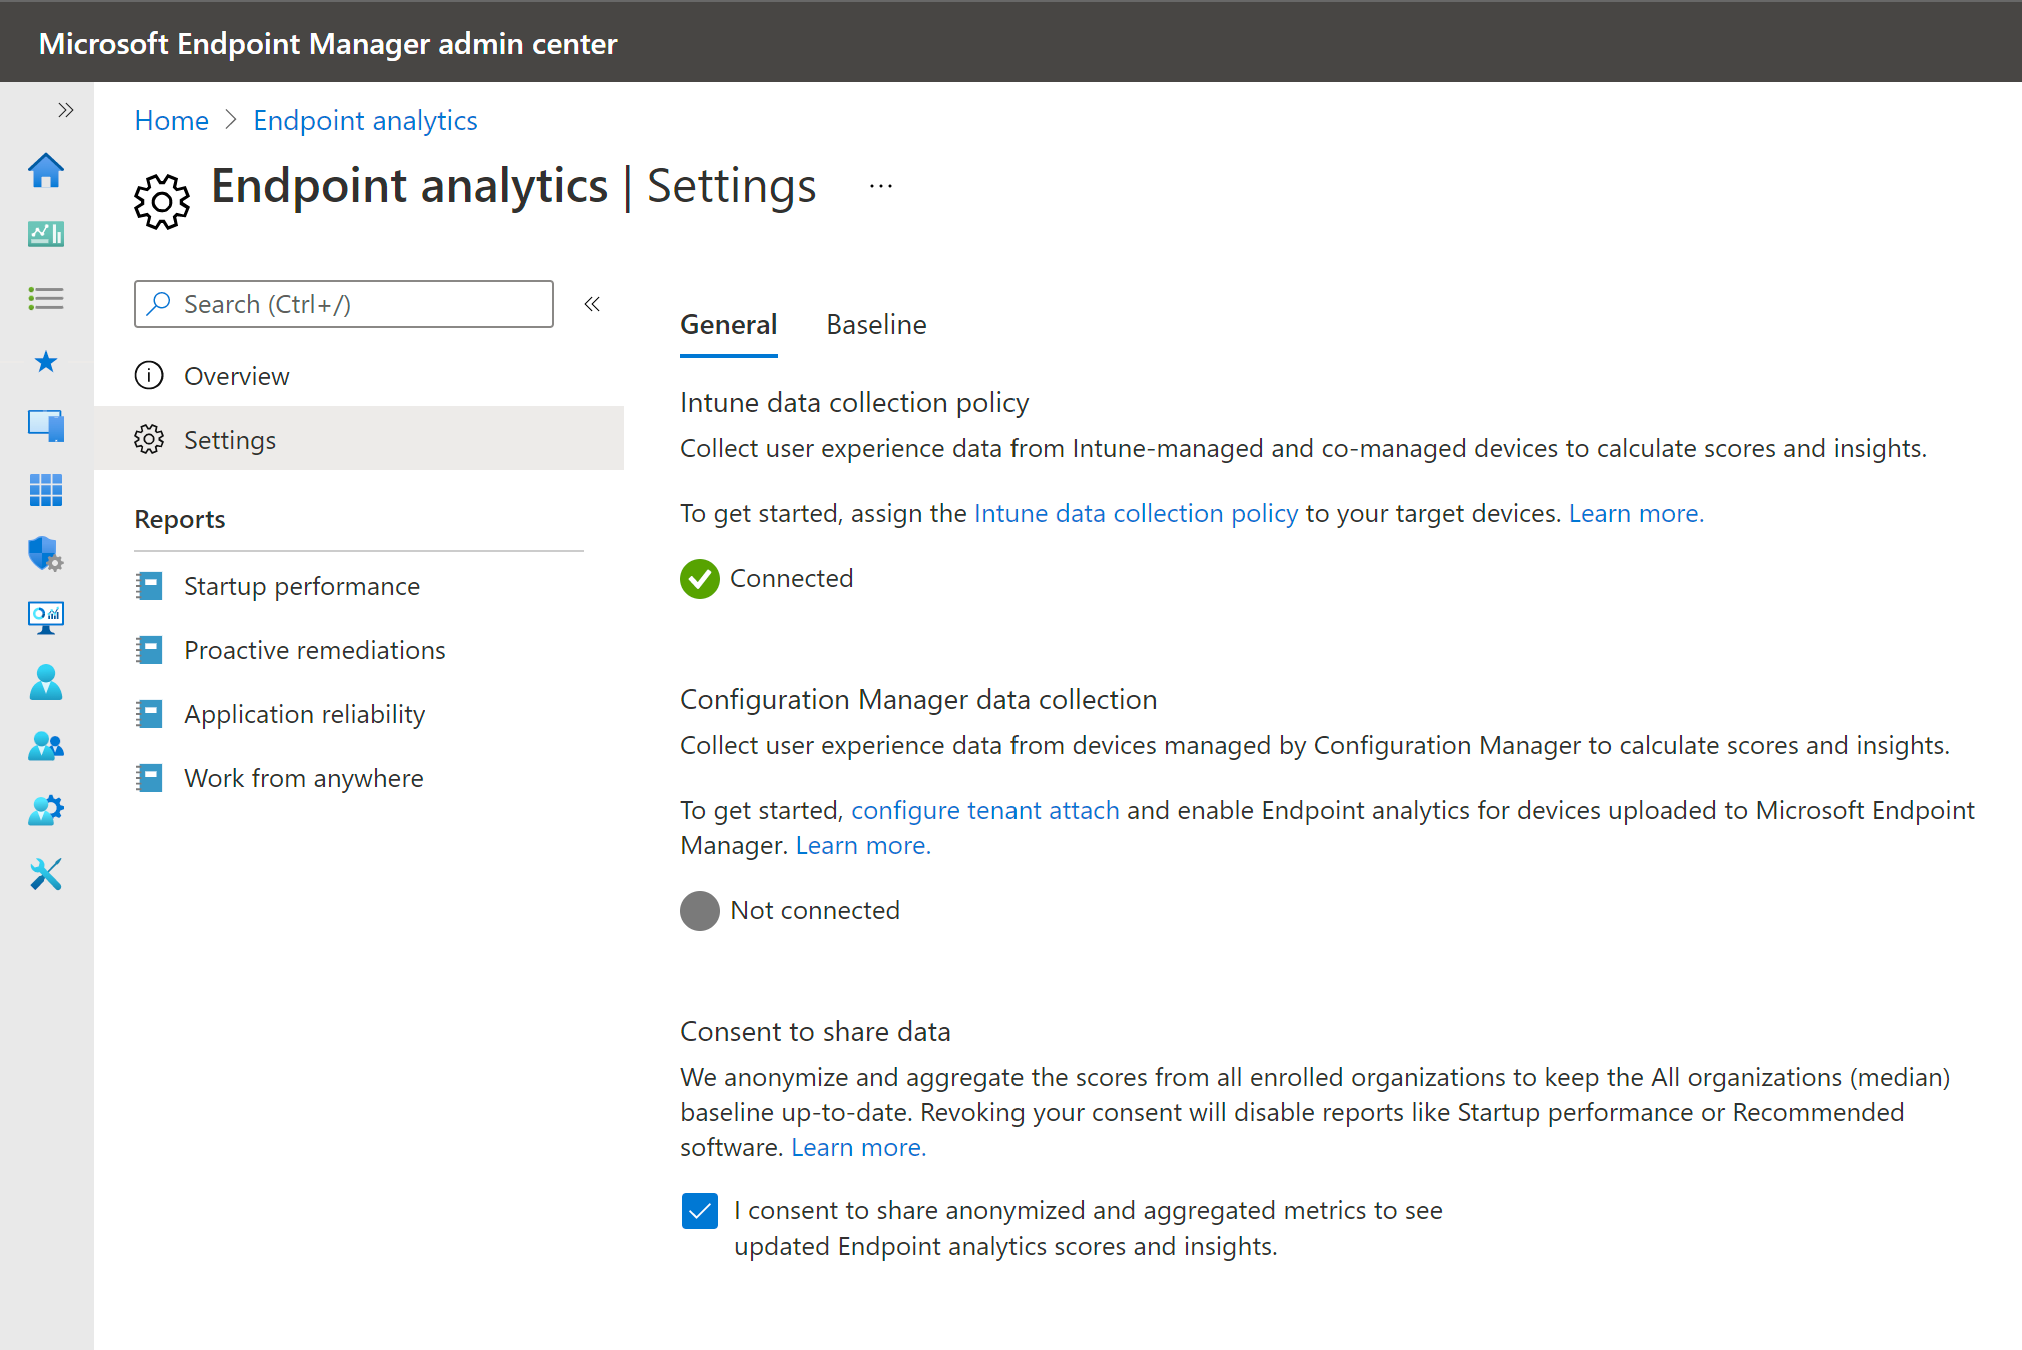 Microsoft Endpoint Manager admin center
Home > Endpoint analytics
Endpoint analytics | Settings ...
Search (Ctrl+/)
Overview
Settings
Reports
Startup performance
Proactive remediations
Application reliability
Work from anywhere
General Baseline
Intune data collection policy
Collect user experience data from Intune-managed and co-managed devices to calculate scores and insights.
To get started, assign the Intune data collection policy to your target devices. Learn more.
Connected
Configuration Manager data collection
Collect user experience data from devices managed by Configuration Manager to calculate scores and insights.
To get started, configure tenant attach and enable Endpoint analytics for devices uploaded to Microsoft Endpoint
Manager. Learn more.
Not connected
Consent to share data
We anonymize and aggregate the scores from all enrolled organizations to keep the All organizations (median)
baseline up-to-date. Revoking your consent will disable reports like Startup performance or Recommended
software. Learn more.
I consent to share anonymized and aggregated metrics to see
updated Endpoint analytics scores and insights.